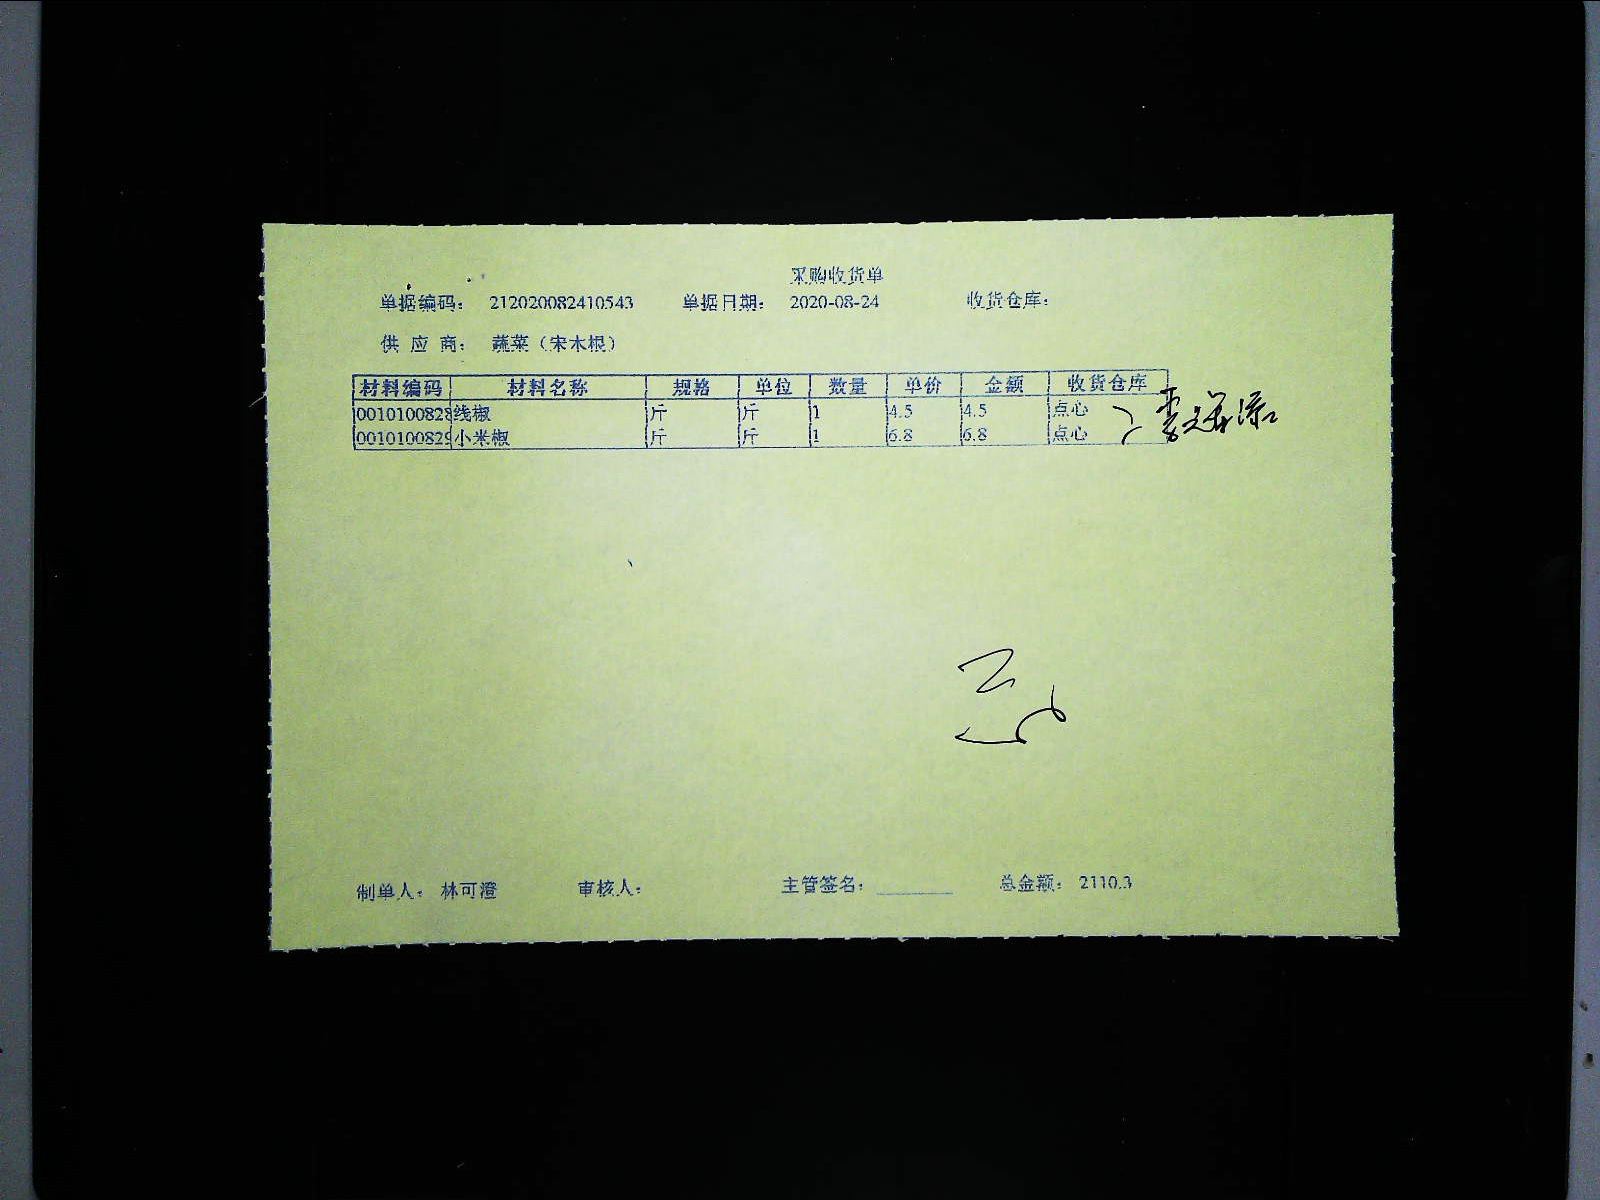 采购收货单
单据编码： 212020082410543 单据日期： 2020-08-24 收货仓库：
供 应 商： 蔬菜（宋木根）
材料编码 材料名称 规格 单位 数量 单价 金额 收货仓库
0010100828 线椒 斤 斤 1 4.5 4.5 点心
0010100829 小米椒 斤 斤 1 6.8 6.8 点心
制单人： 林可澄 审核人： 主管签名： 总金额： 2110.3